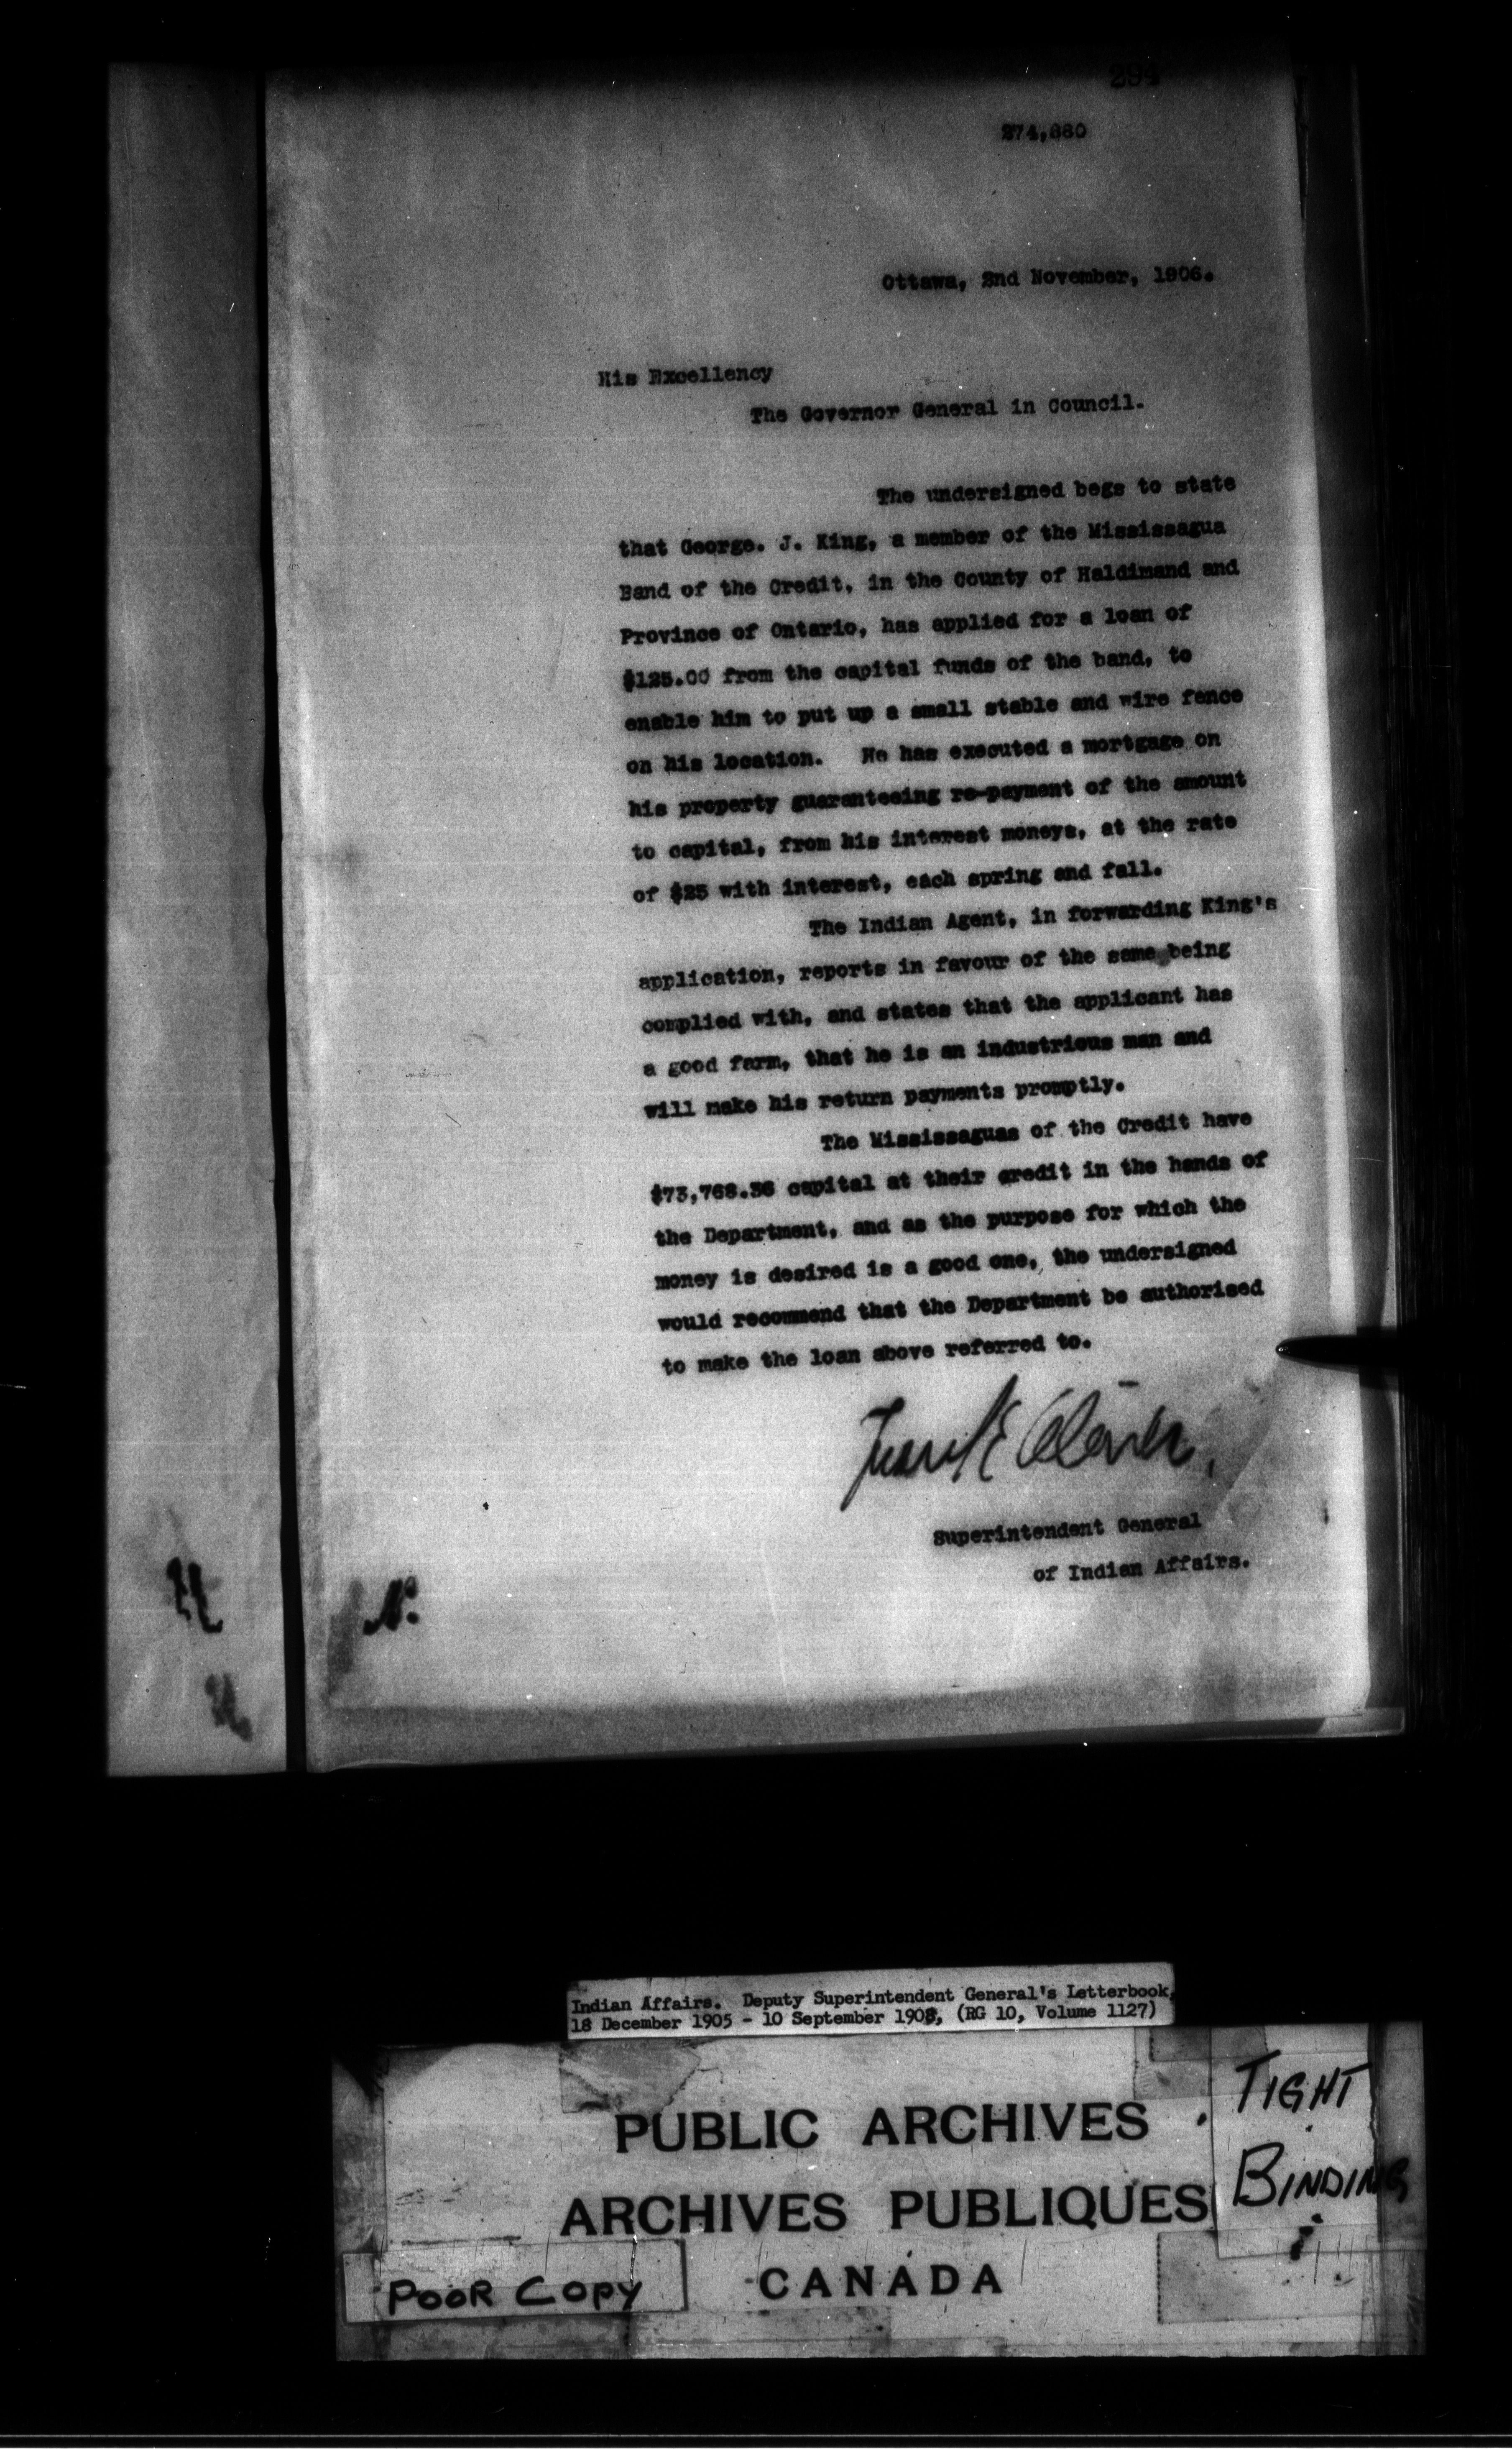 294
274,880
Ottawa, 2nd November, 1906.
His Excellency
The Governor General in Council.
The undersigned begs to state
that George. J. King, a member of the Mississagua
Band of the Credit, in the County of Haldimand and
Province of Ontario, has applied for a loan of
$125.00 from the capital funds of the band, to
enable him to put up a small stable and wire fence
on his location. He has executed a mortgage on
his property guaranteeing re-payment of the amount
to capital, from his interest moneys, at the rate
of $25 with interest, each spring and fall.
The Indian Agent, in forwarding King's
application, reports in favour of the same being
complied with, and states that the applicant has
a good farm, that he is an industrious man and
will make his return payments promptly.
The Mississaguas of the Credit have
$73,768.36 capital at their credit in the hands of
the Department, and as the purpose for which the
money is desired is a good one, the undersigned
would recommend that the Department be authorised
to make the loan above referred to.
Frank Oliver,
Superintendent General
of Indian Affairs.
N.
Indian Affairs. Deputy Superintendent General's Letterbook,
18 December 1905 - 10 September 1908, (RG 10, Volume 1127)
PUBLIC ARCHIVES
ARCHIVES PUBLIQUES
CANADA
TIGHT
BINDING
POOR COPY